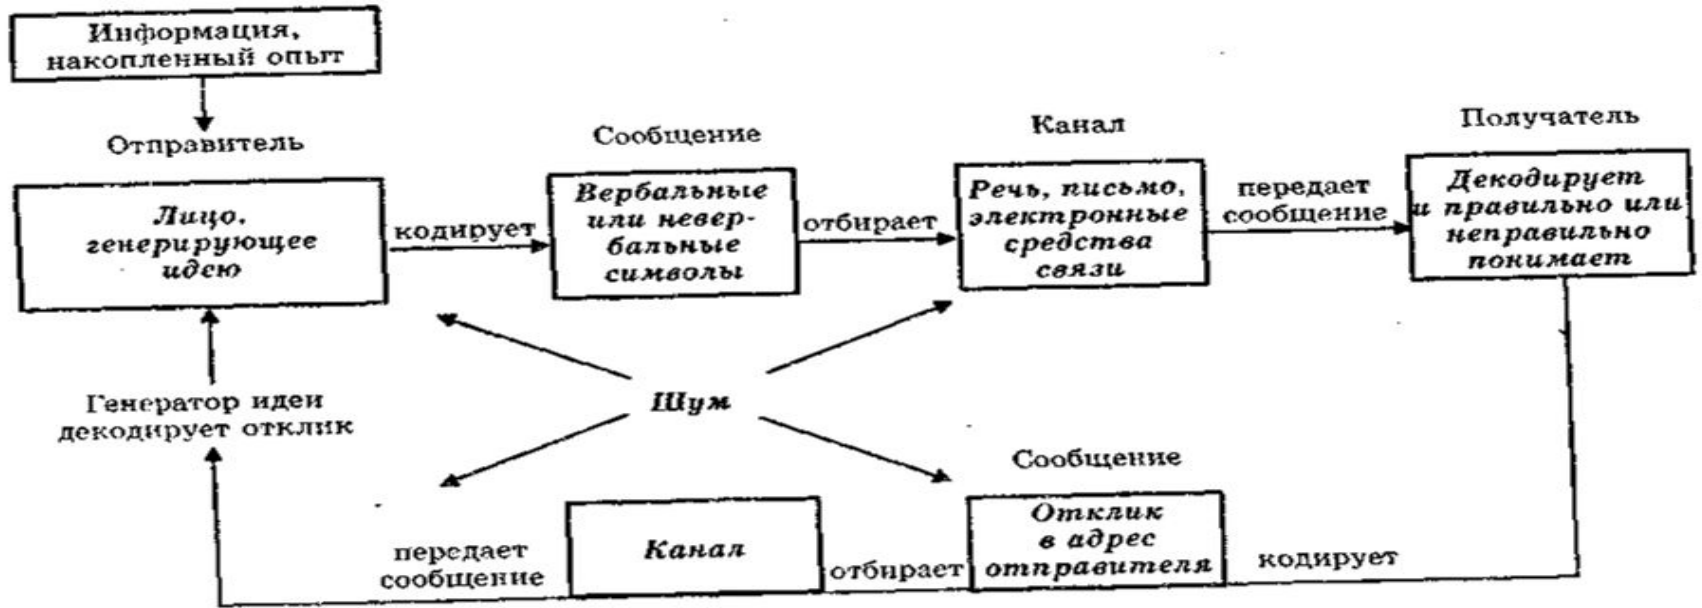 Информация,
накопленный опыт
Отправитель
Сообщение
Канал
Получатель
Лицо,
генерирующее
идею
кодирует
Вербальные
или невер-
бальные
символы
отбирает
Речь, письмо,
электронные
средства
связи
передает
сообщение
Декодирует
и правильно или
неправильно
понимает
Генератор идеи
декодирует отклик
Шум
Сообщение
передает
сообщение
Канал
отбирает
Отклик
в адрес
отправителя
кодирует